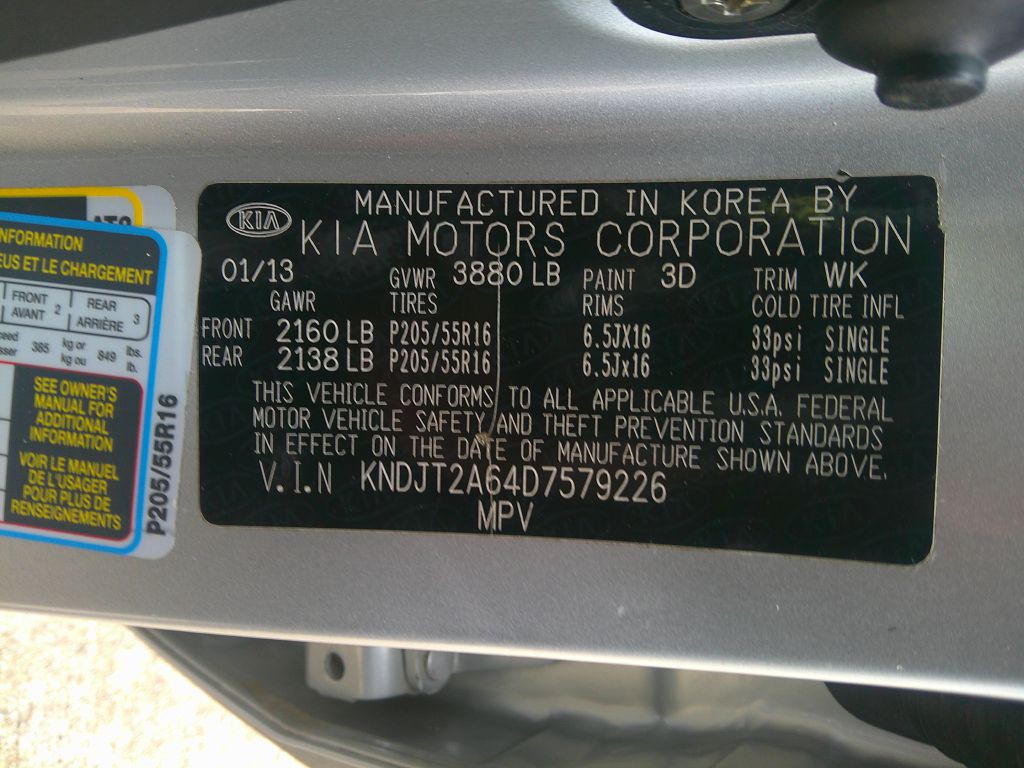 MANUFACTURED IN KOREA BY
KIA KIA MOTORS CORPORATION
01/13 GVWR 3880 LB PAINT 3D TRIM WK
GAWR TIRES RIMS COLD TIRE INFL
FRONT 2160 LB P205/55R16 6.5JX16 33psi SINGLE
REAR 2138 LB P205/55R16 6.5Jx16 33psi SINGLE
THIS VEHICLE CONFORMS TO ALL APPLICABLE U.S.A. FEDERAL
MOTOR VEHICLE SAFETY AND THEFT PREVENTION STANDARDS
IN EFFECT ON THE DATE OF MANUFACTURE SHOWN ABOVE.
V.I.N KNDJT2A64D7579226
MPV
INFORMATION
EUS ET LE CHARGEMENT
FRONT AVANT 2 REAR ARRIÈRE 3
385 kg or kg ou 849 lbs. lb.
SEE OWNER'S
MANUAL FOR
ADDITIONAL
INFORMATION
VOIR LE MANUEL
DE L'USAGER
POUR PLUS DE
RENSEIGNEMENTS
P205/55R16